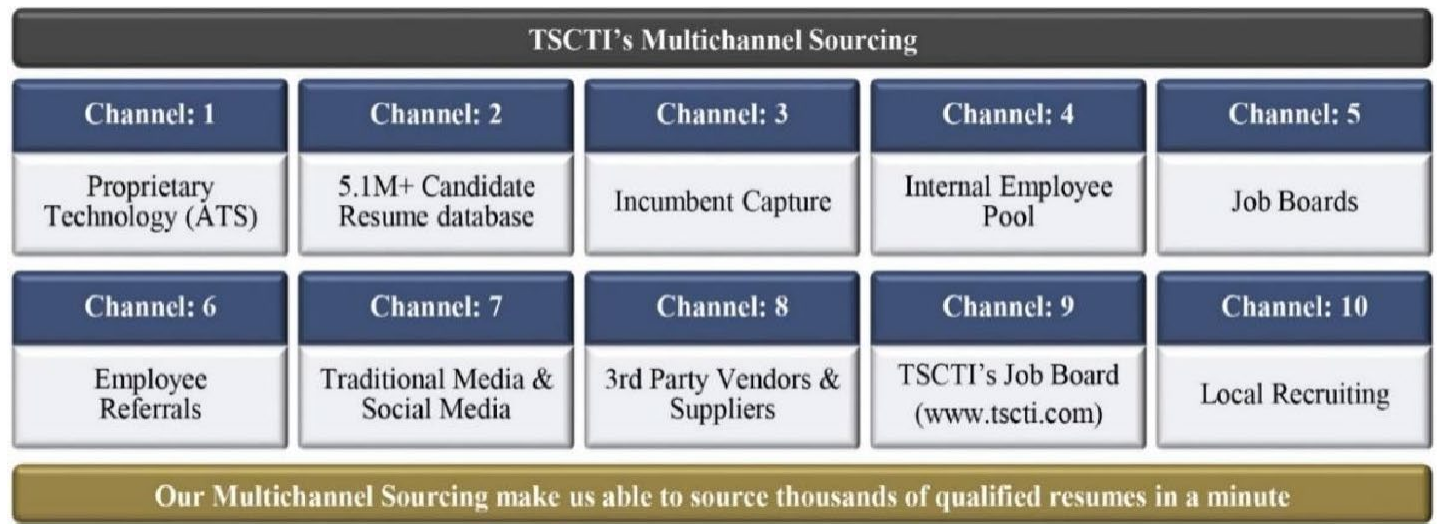 TSCTI's Multichannel Sourcing
Channel: 1
Proprietary
Technology (ATS)
Channel: 2
5.1M+ Candidate
Resume database
Channel: 3
Incumbent Capture
Channel: 4
Internal Employee
Pool
Channel: 5
Job Boards
Channel: 6
Employee
Referrals
Channel: 7
Traditional Media &
Social Media
Channel: 8
3rd Party Vendors &
Suppliers
Channel: 9
TSCTI's Job Board
(www.tscti.com)
Channel: 10
Local Recruiting
Our Multichannel Sourcing make us able to source thousands of qualified resumes in a minute